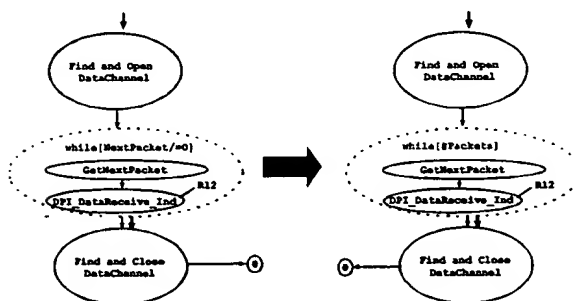 Find and Open
DataChannel
while[NextPacket/=0]
GetNextPacket
R12
DPI_DataReceive_Ind
Find and Close
DataChannel
Find and Open
DataChannel
while[#Packets]
GetNextPacket
R12
DPI_DataReceive_Ind
Find and Close
DataChannel